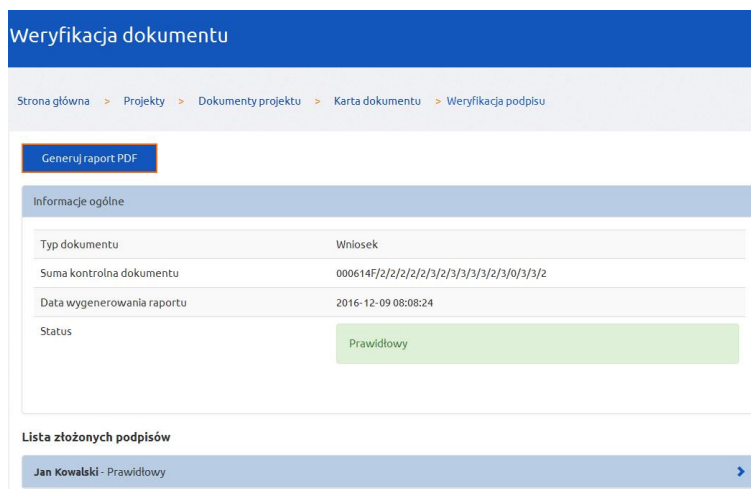 Weryfikacja dokumentu
Strona główna > Projekty > Dokumenty projektu > Karta dokumentu > Weryfikacja podpisu
Generuj raport PDF
Informacje ogólne
Typ dokumentu Wniosek
Suma kontrolna dokumentu 000614F/2/2/2/2/2/3/2/3/3/3/3/2/3/0/3/3/2
Data wygenerowania raportu 2016-12-09 08:08:24
Status Prawidłowy
Lista złożonych podpisów
Jan Kowalski - Prawidłowy